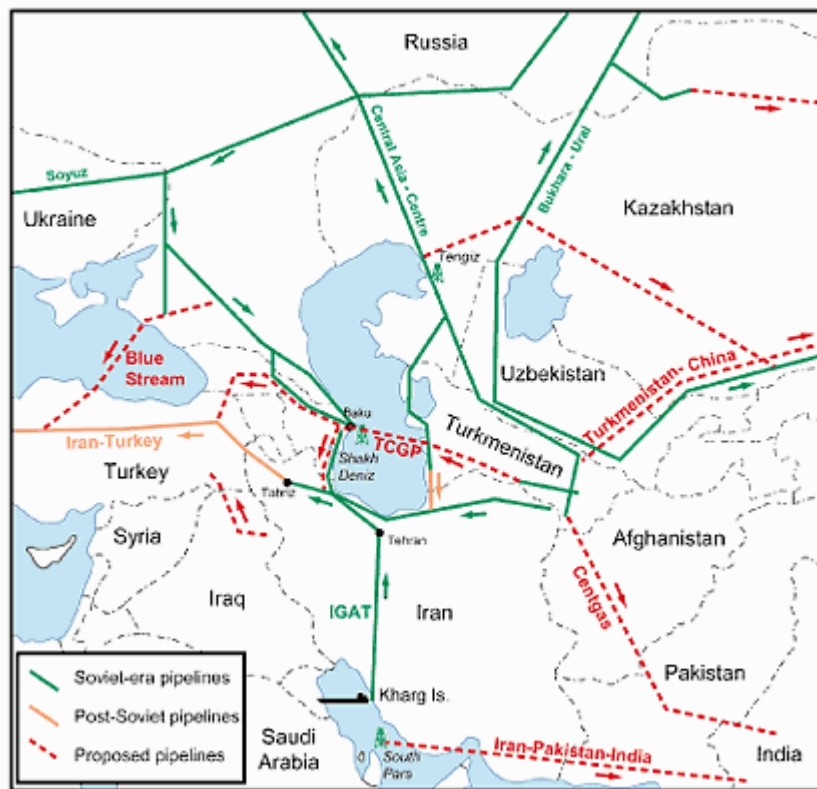 Russia
Soyuz
Central Asia - Centre
Bukhara - Ural
Ukraine
Kazakhstan
Tengiz
Blue
Stream
Uzbekistan
Turkmenistan- China
Baku
Iran-Turkey
TCGP
Turkmenistan
Shakh
Deniz
Turkey
Tabriz
Syria
Tehran
Afghanistan
Centgas
Iraq
IGAT
Iran
Pakistan
Soviet-era pipelines
Post-Soviet pipelines
Proposed pipelines
Kharg Is.
Saudi
Arabia
South
Pars
Iran-Pakistan-India
India